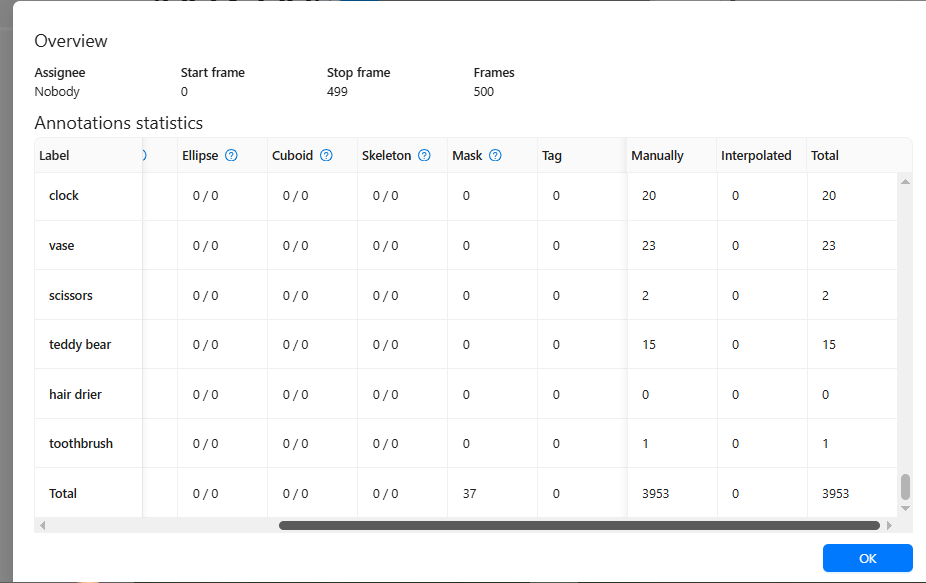 Overview
Assignee Start frame Stop frame Frames
Nobody 0 499 500
Annotations statistics
Label Ellipse Cuboid Skeleton Mask Tag Manually Interpolated Total
clock 0 / 0 0 / 0 0 / 0 0 0 20 0 20
vase 0 / 0 0 / 0 0 / 0 0 0 23 0 23
scissors 0 / 0 0 / 0 0 / 0 0 0 2 0 2
teddy bear 0 / 0 0 / 0 0 / 0 0 0 15 0 15
hair drier 0 / 0 0 / 0 0 / 0 0 0 0 0 0
toothbrush 0 / 0 0 / 0 0 / 0 0 0 1 0 1
Total 0 / 0 0 / 0 0 / 0 37 0 3953 0 3953
OK